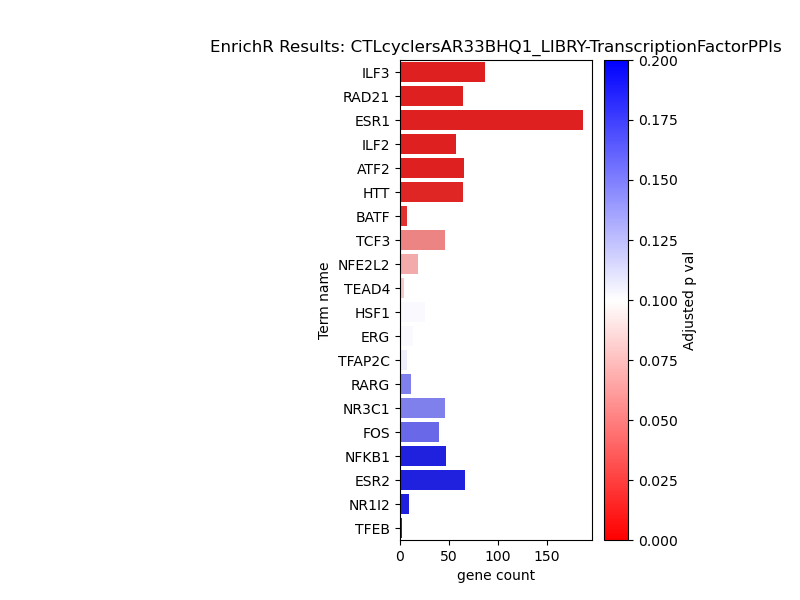 EnrichR Results: CTLcyclersAR33BHQ1_LIBRY-TranscriptionFactorPPIs
ILF3
RAD21
ESR1
ILF2
ATF2
HTT
BATF
TCF3
NFE2L2
TEAD4
HSF1
ERG
TFAP2C
RARG
NR3C1
FOS
NFKB1
ESR2
NR1I2
TFEB
Term name
0 50 100 150
gene count
0.200
0.175
0.150
0.125
0.100
0.075
0.050
0.025
0.000
Adjusted p val